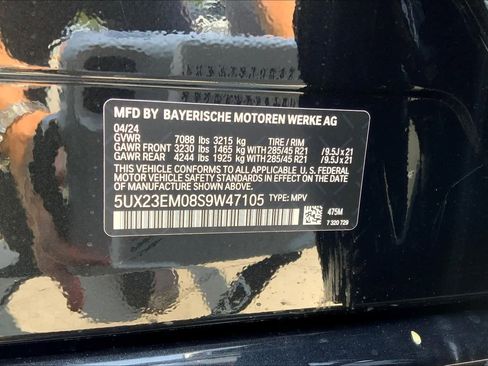 MFD BY BAYERISCHE MOTOREN WERKE AG
04/24
GVWR 7088 lbs 3215 kg TIRE / RIM
GAWR FRONT 3230 lbs 1465 kg WITH 285/45 R21 /9.5J x 21
GAWR REAR 4244 lbs 1925 kg WITH 285/45 R21 /9.5J x 21
THIS VEHICLE CONFORMS TO ALL APPLICABLE U.S. FEDERAL
MOTOR VEHICLE SAFETY STANDARDS IN EFFECT ON THE DATE OF
MANUFACTURE SHOWN ABOVE.
5UX23EM08S9W47105 TYPE: MPV
475M
7 320 729